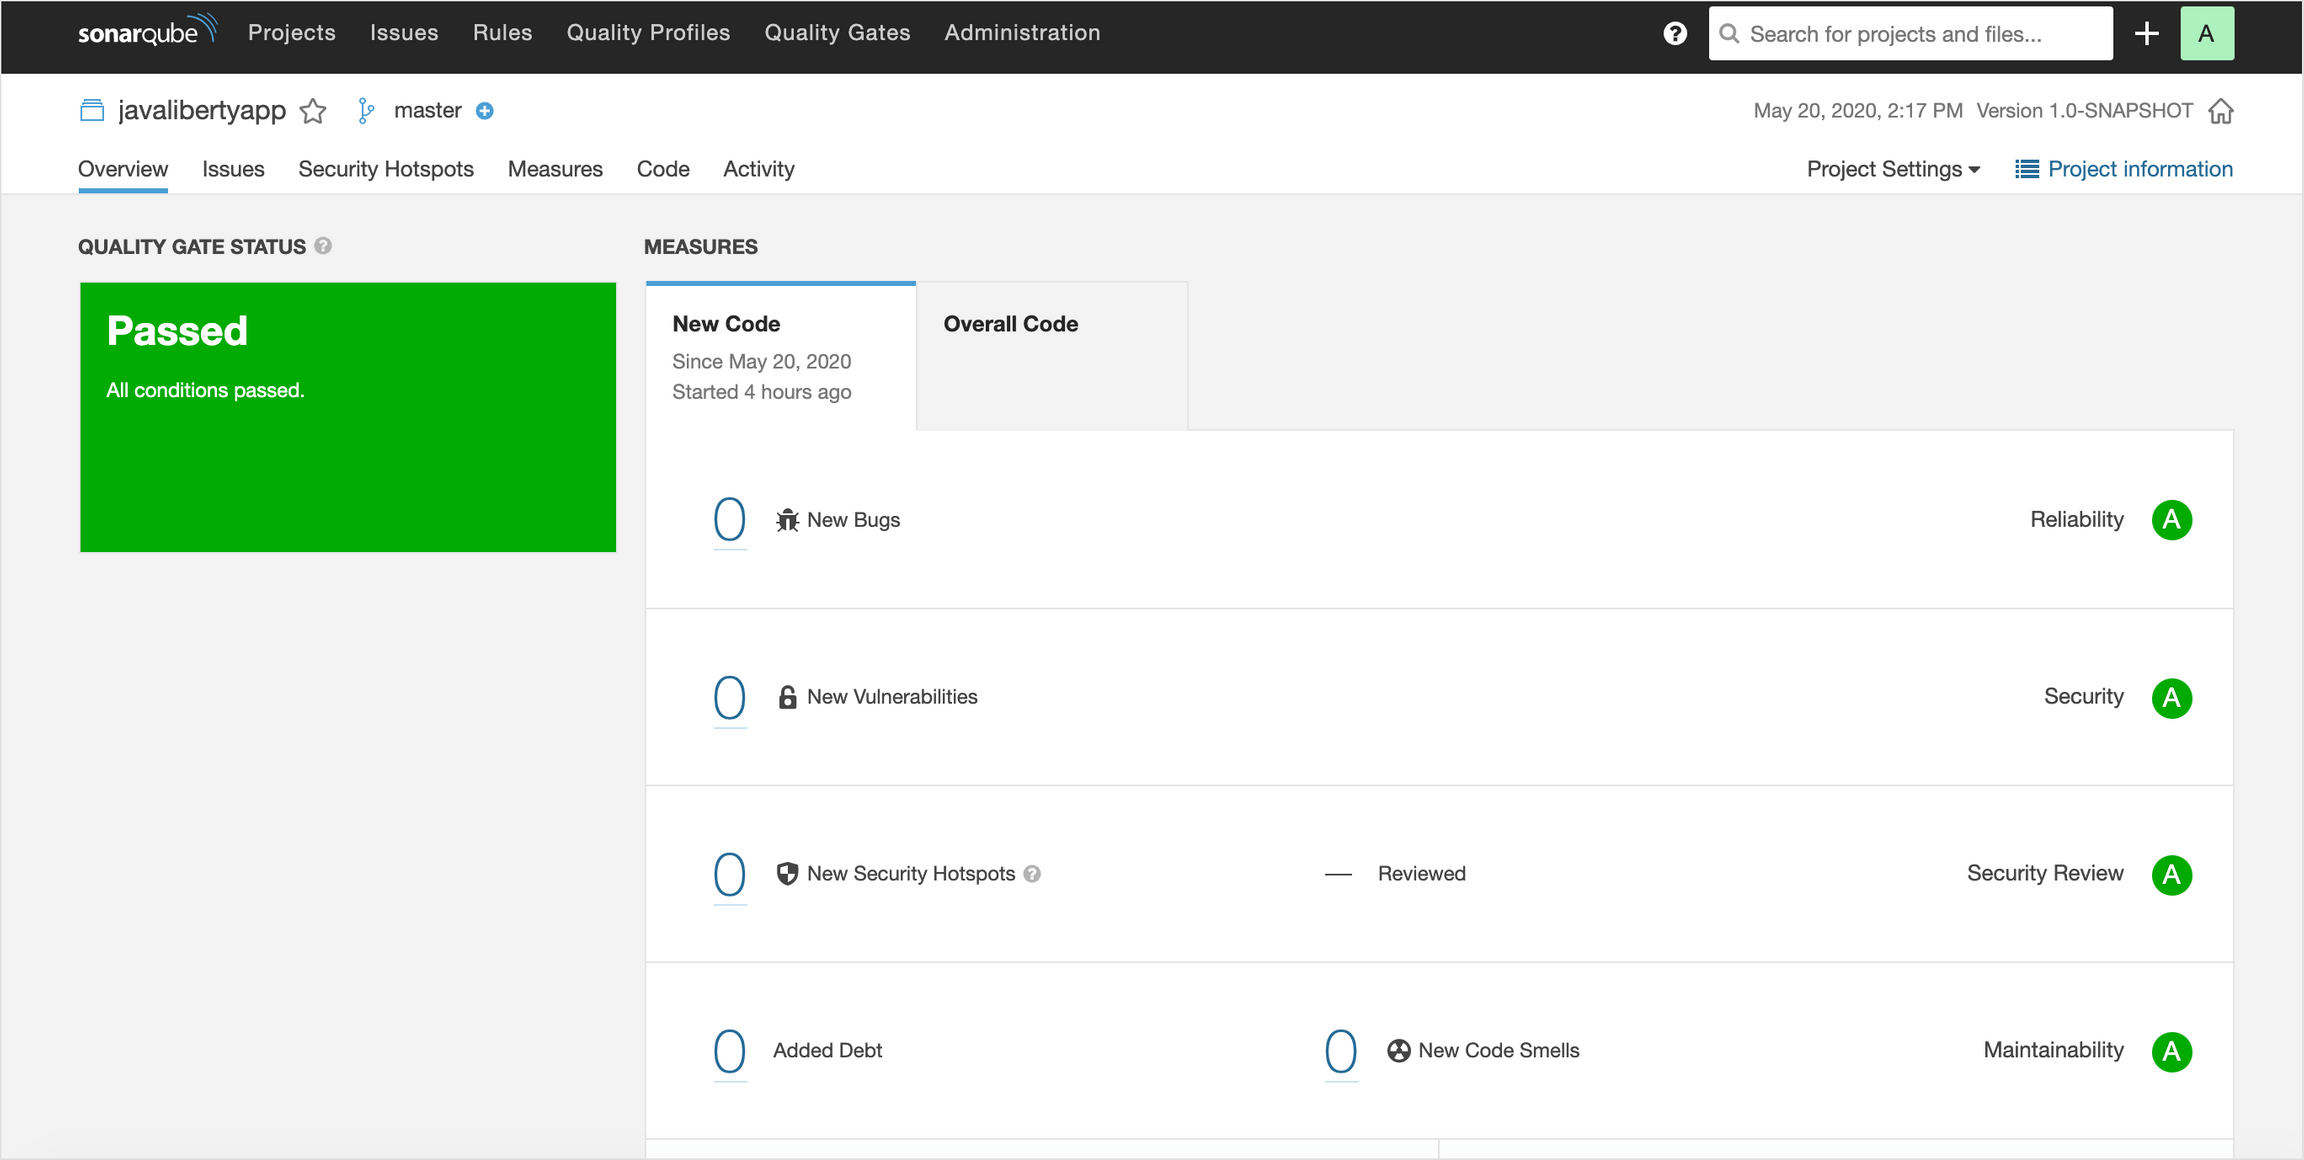 sonarqube Projects Issues Rules Quality Profiles Quality Gates Administration ? Search for projects and files... A
javalibertyapp master May 20, 2020, 2:17 PM Version 1.0-SNAPSHOT
Overview Issues Security Hotspots Measures Code Activity Project Settings Project information
QUALITY GATE STATUS ? MEASURES
Passed
All conditions passed.
New Code Overall Code
Since May 20, 2020
Started 4 hours ago
0 New Bugs Reliability A
0 New Vulnerabilities Security A
0 New Security Hotspots ? — Reviewed Security Review A
0 Added Debt 0 New Code Smells Maintainability A